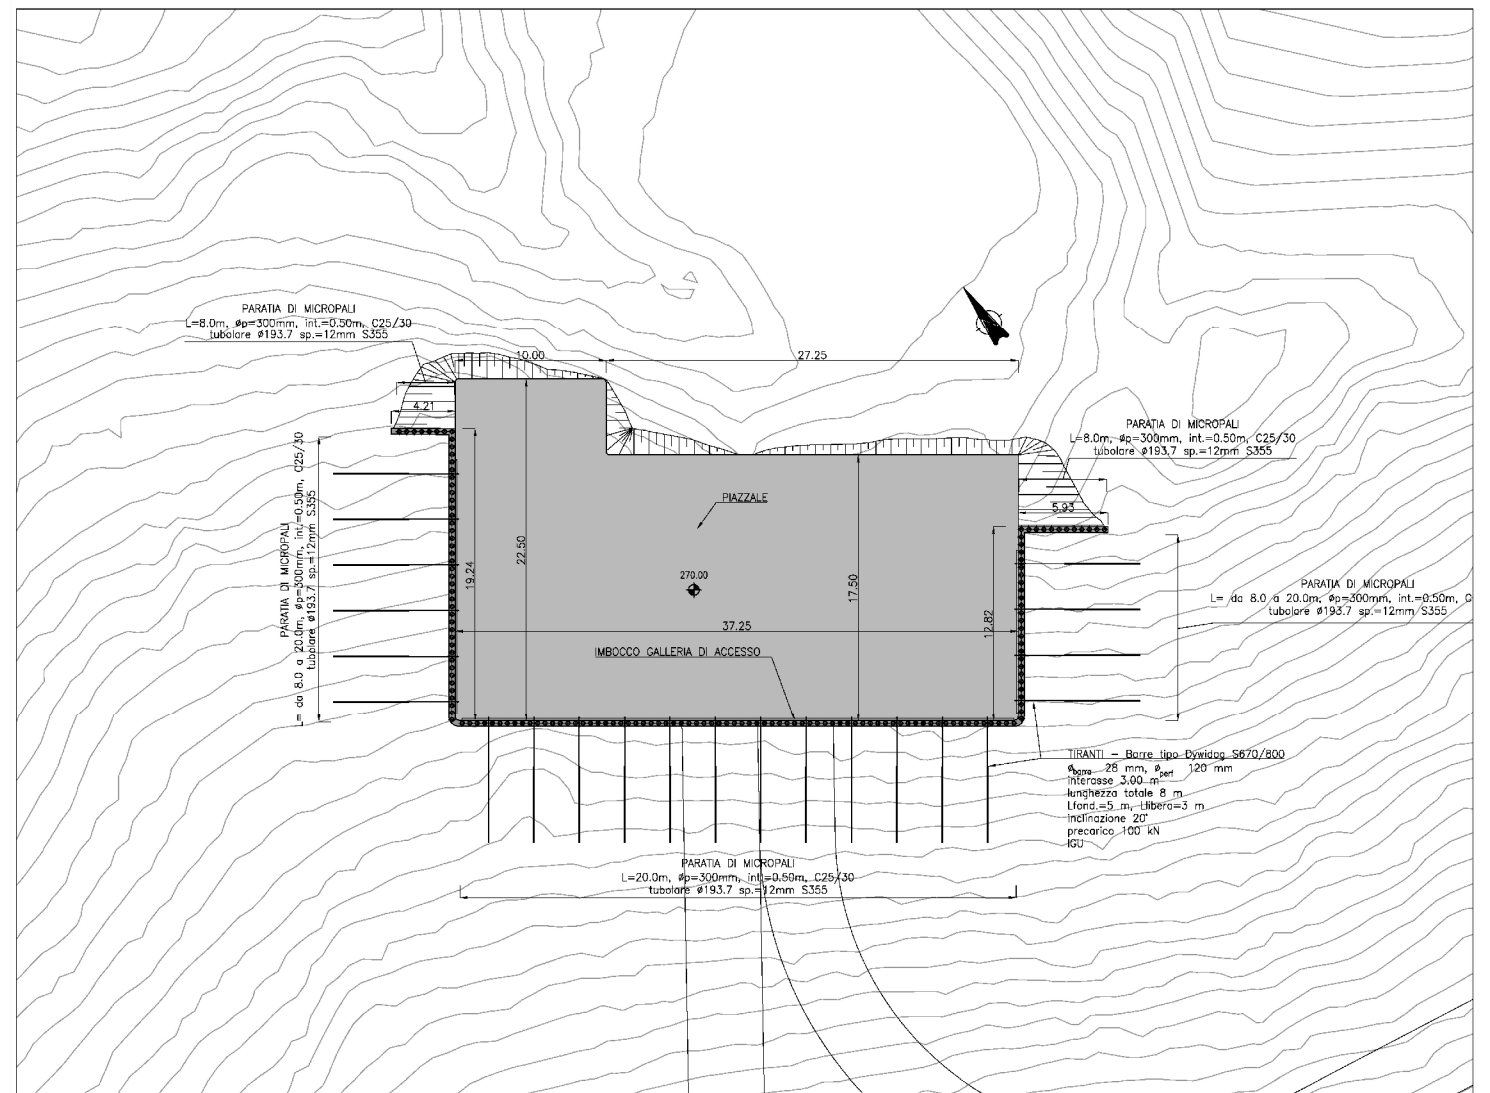 PARATIA DI MICROPALI
L=8.0m, øp=300mm, int.=0.50m, C25/30
tubolare ø193.7 sp.=12mm S355
10.00
27.25
4.21
PARATIA DI MICROPALI
L=8.0m, øp=300mm, int.=0.50m, C25/30
tubolare ø193.7 sp.=12mm S355
5.93
PARATIA DI MICROPALI
L= da 8.0 a 20.0m, øp=300mm, int.=0.50m, C25/30
tubolare ø193.7 sp.=12mm S355
PIAZZALE
22.50
19.24
270.00
17.50
12.82
PARATIA DI MICROPALI
L= da 8.0 a 20.0m, øp=300mm, int.=0.50m, C
tubolare ø193.7 sp.=12mm S355
37.25
IMBOCCO GALLERIA DI ACCESSO
TIRANTI – Barre tipo Dywidag S670/800
øbarra 28 mm, øperf 120 mm
interasse 3.00 m
lunghezza totale 8 m
Lfond.=5 m, Llibera=3 m
inclinazione 20°
precarico 100 kN
IGU
PARATIA DI MICROPALI
L=20.0m, øp=300mm, int.=0.50m, C25/30
tubolare ø193.7 sp.=12mm S355